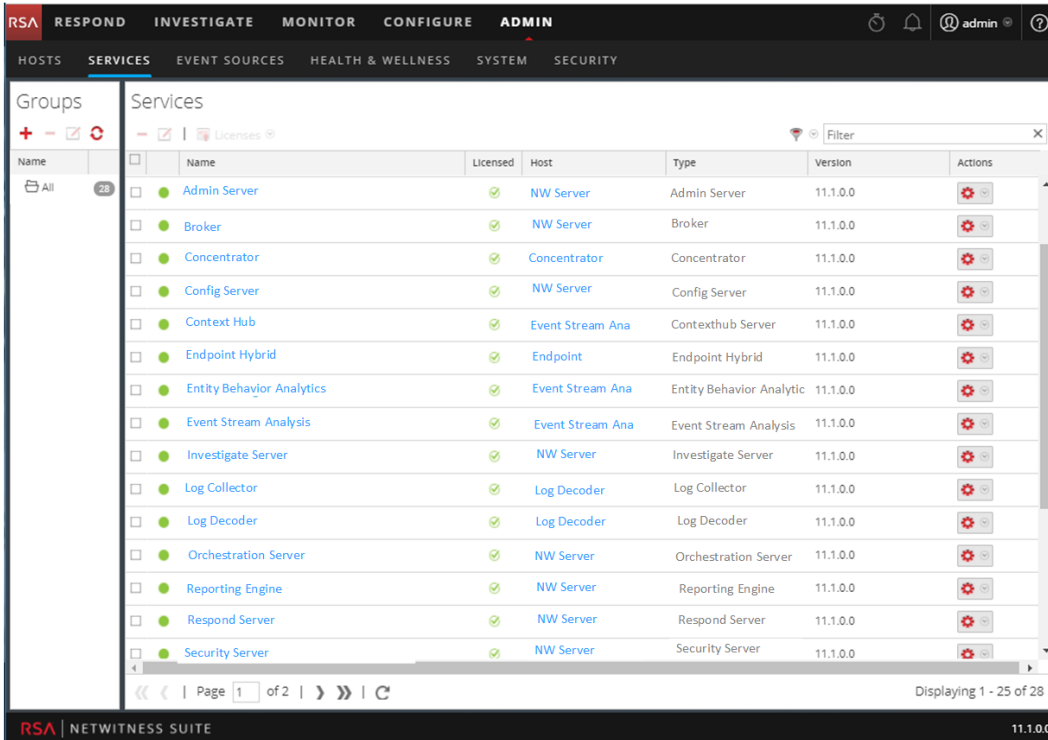 RSA RESPOND INVESTIGATE MONITOR CONFIGURE ADMIN admin
HOSTS SERVICES EVENT SOURCES HEALTH & WELLNESS SYSTEM SECURITY
Groups
Services
Licenses
Filter
Name
Name Licensed Host Type Version Actions
All 28
Admin Server NW Server Admin Server 11.1.0.0
Broker NW Server Broker 11.1.0.0
Concentrator Concentrator Concentrator 11.1.0.0
Config Server NW Server Config Server 11.1.0.0
Context Hub Event Stream Ana Contexthub Server 11.1.0.0
Endpoint Hybrid Endpoint Endpoint Hybrid 11.1.0.0
Entity Behavior Analytics Event Stream Ana Entity Behavior Analytic 11.1.0.0
Event Stream Analysis Event Stream Ana Event Stream Analysis 11.1.0.0
Investigate Server NW Server Investigate Server 11.1.0.0
Log Collector Log Decoder Log Collector 11.1.0.0
Log Decoder Log Decoder Log Decoder 11.1.0.0
Orchestration Server NW Server Orchestration Server 11.1.0.0
Reporting Engine NW Server Reporting Engine 11.1.0.0
Respond Server NW Server Respond Server 11.1.0.0
Security Server NW Server Security Server 11.1.0.0
Page 1 of 2
Displaying 1 - 25 of 28
RSA NETWITNESS SUITE
11.1.0.0